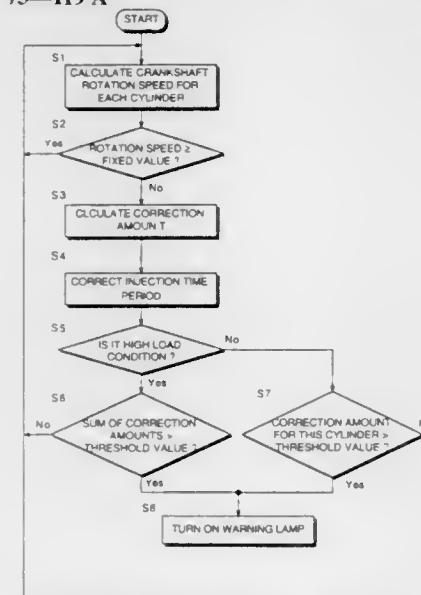 START
S1
CALCULATE CRANKSHAFT
ROTATION SPEED FOR
EACH CYLINDER
S2
ROTATION SPEED ≥
FIXED VALUE ?
Yes
No
S3
CLCULATE CORRECTION
AMOUNT
S4
CORRECT INJECTION TIME
PERIOD
S5
IS IT HIGH LOAD
CONDITION ?
No
Yes
S6
SUM OF CORRECTION
AMOUNTS >
THRESHOLD VALUE ?
No
Yes
S7
CORRECTION AMOUNT
FOR THIS CYLINDER >
THRESHOLD VALUE ?
Yes
S8
TURN ON WARNING LAMP